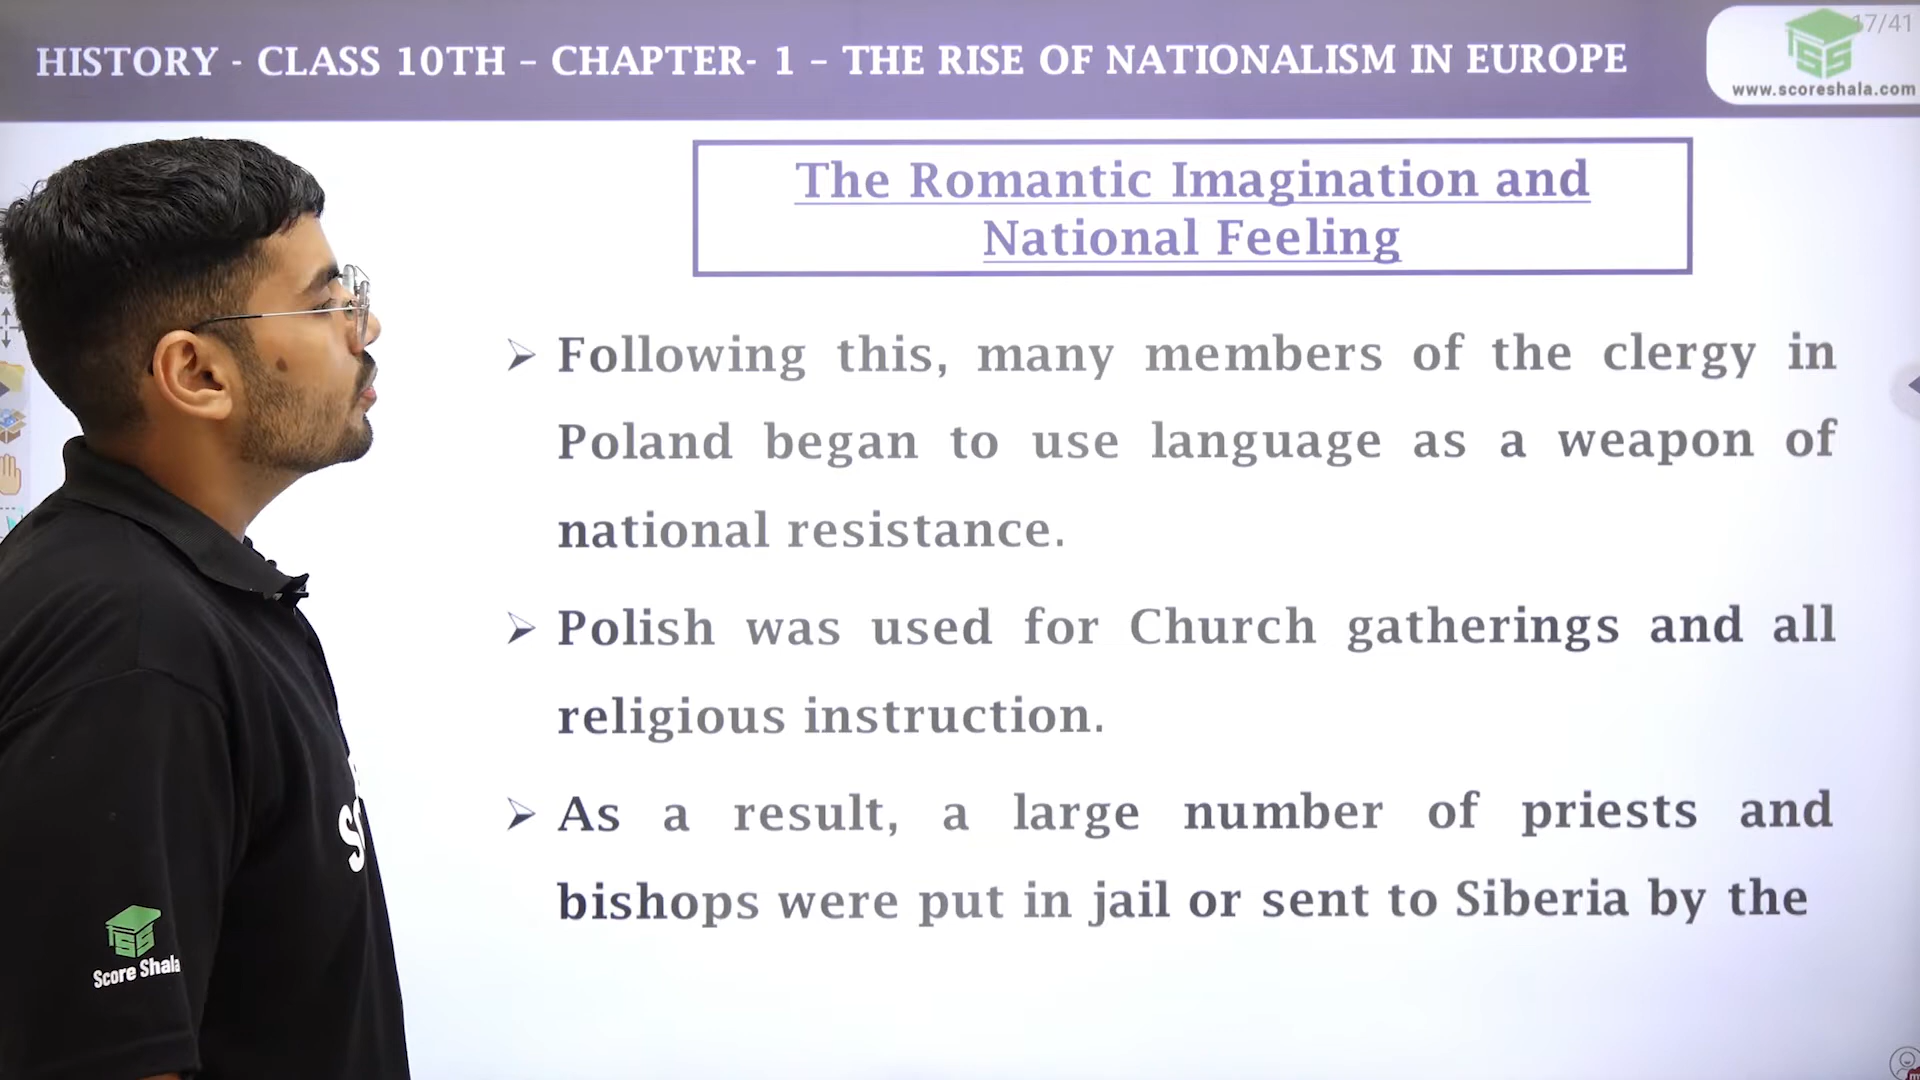 HISTORY - CLASS 10TH – CHAPTER- 1 – THE RISE OF NATIONALISM IN EUROPE
17/41
www.scoreshala.com
The Romantic Imagination and
National Feeling
➢ Following this, many members of the clergy in
Poland began to use language as a weapon of
national resistance.
➢ Polish was used for Church gatherings and all
religious instruction.
➢ As a result, a large number of priests and
bishops were put in jail or sent to Siberia by the
Score Shala